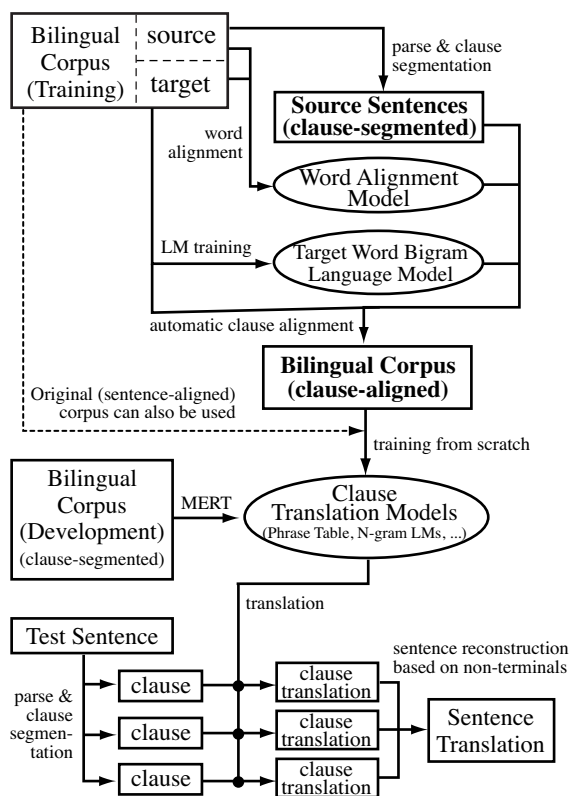 Bilingual
Corpus
(Training)
source
target
parse & clause
segmentation
Source Sentences
(clause-segmented)
word
alignment
Word Alignment
Model
LM training
Target Word Bigram
Language Model
automatic clause alignment
Bilingual Corpus
(clause-aligned)
Original (sentence-aligned)
corpus can also be used
training from scratch
Bilingual
Corpus
(Development)
(clause-segmented)
MERT
Clause
Translation Models
(Phrase Table, N-gram LMs, ...)
translation
Test Sentence
parse &
clause
segmen-
tation
clause
clause
clause
clause
translation
clause
translation
clause
translation
sentence reconstruction
based on non-terminals
Sentence
Translation